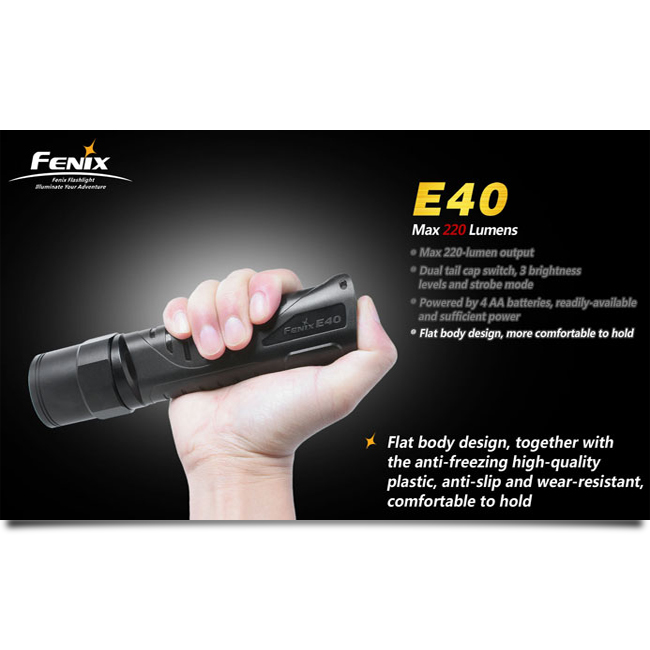 FENIX
Fenix Flashlight
Illuminate Your Adventure
E40
Max 220 Lumens
• Max 220-lumen output
• Dual tail cap switch, 3 brightness
levels and strobe mode
• Powered by 4 AA batteries, readily-available
and sufficient power
• Flat body design, more comfortable to hold
FENIX E40
Flat body design, together with
the anti-freezing high-quality
plastic, anti-slip and wear-resistant,
comfortable to hold